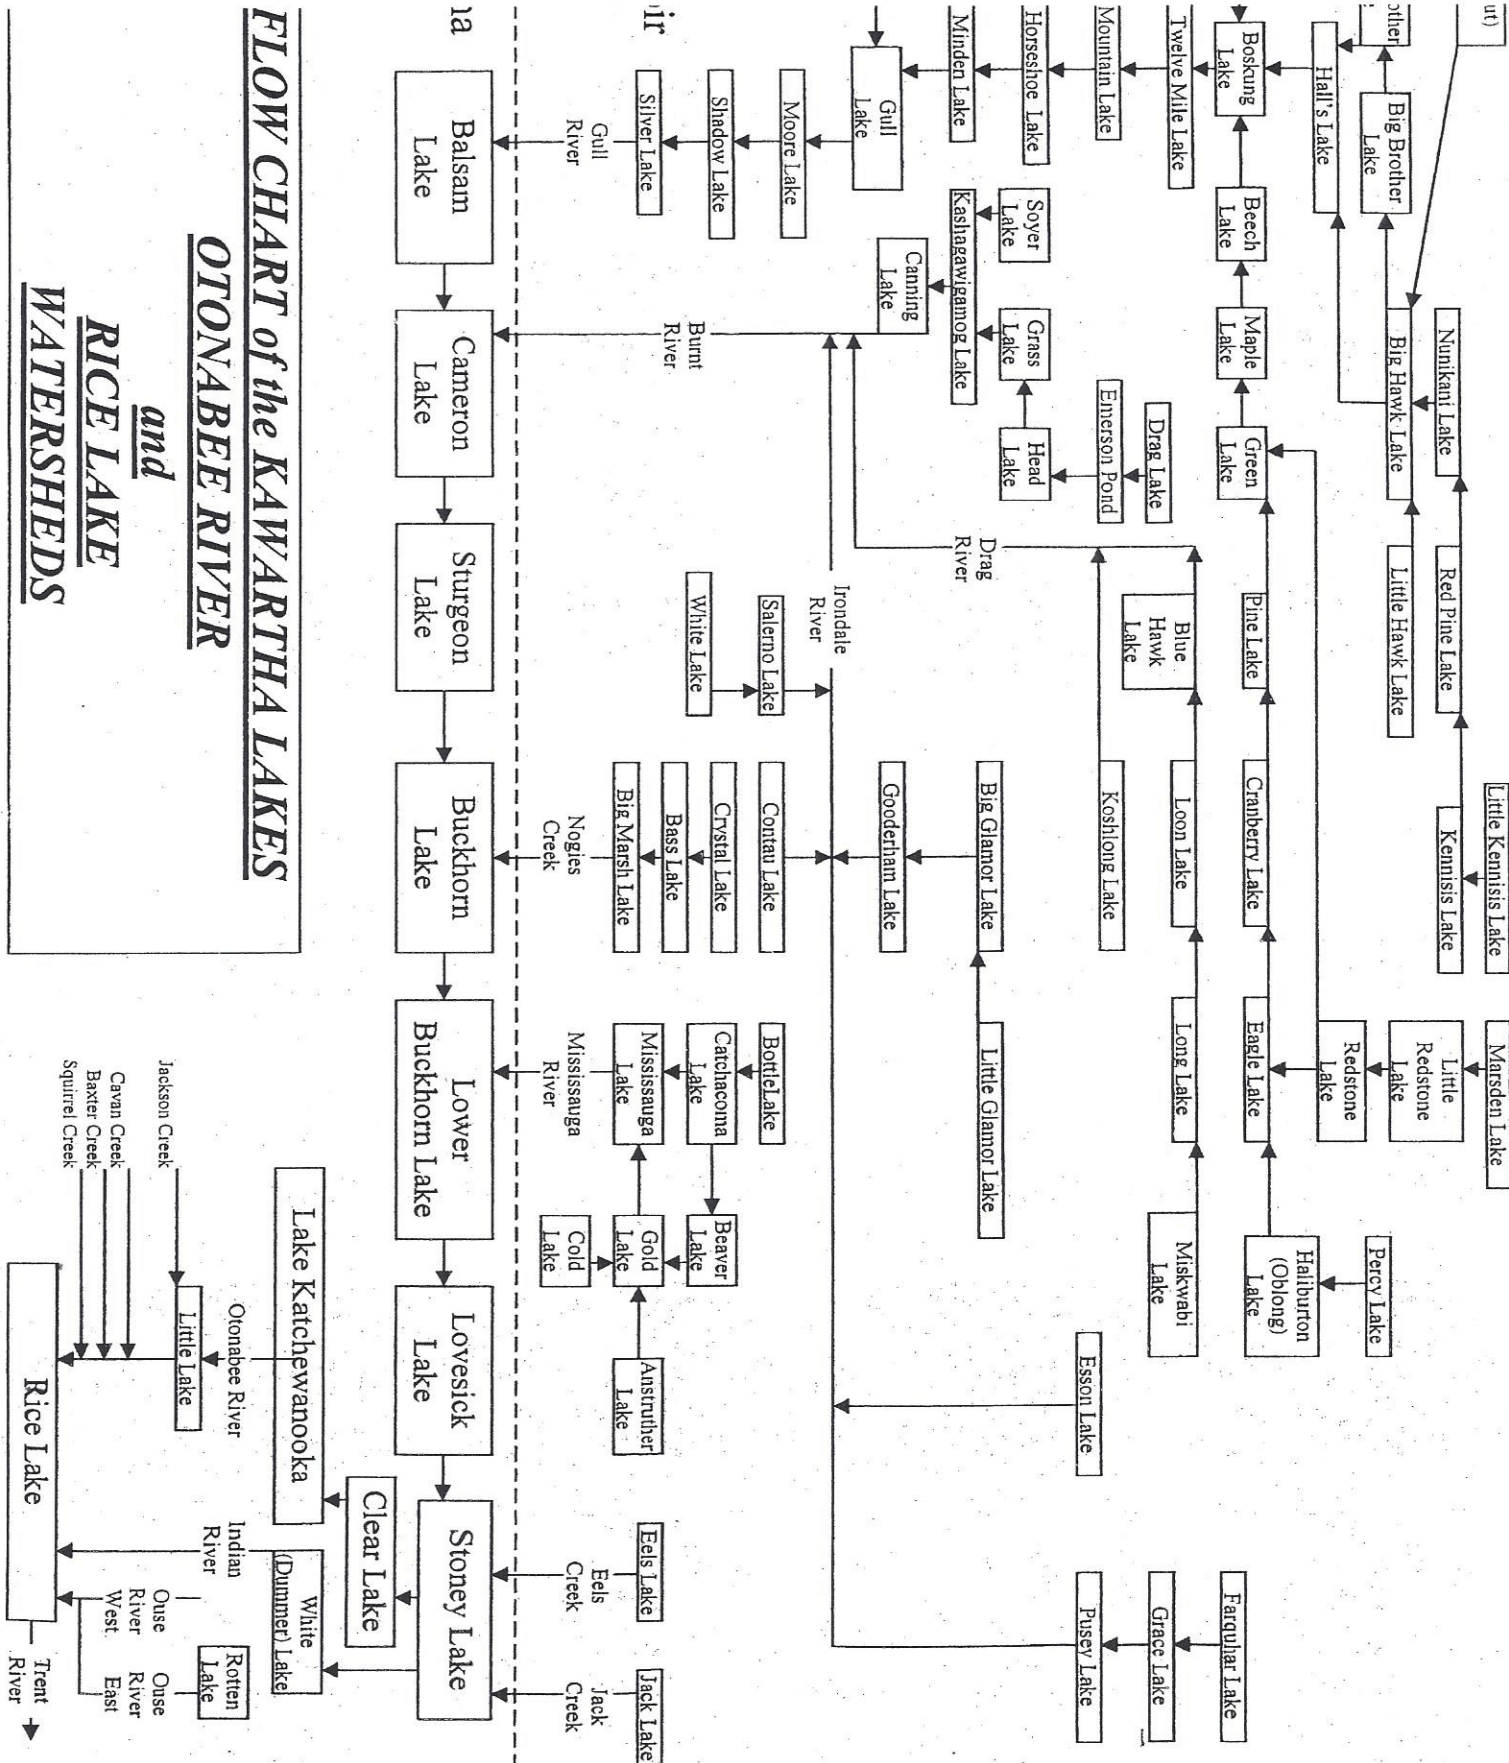 ut)
Marsden Lake
Little Kennisis Lake
Little
Redstone
Lake
Redstone
Lake
Percy Lake
Kennisis Lake
Red Pine Lake
Nunikani Lake
Little Hawk Lake
Big Hawk Lake
Big Brother
Lake
other
Hall's Lake
Haliburton
(Oblong)
Lake
Eagle Lake
Cranberry Lake
Pine Lake
Green
Lake
Maple
Lake
Beech
Lake
Boskung
Lake
Farquhar Lake
Grace Lake
Pusey Lake
Twelve Mile Lake
Mountain Lake
Horseshoe Lake
Minden Lake
Gull
Lake
Miskwabi
Lake
Long Lake
Loon Lake
Blue
Hawk
Lake
Koshlong Lake
Esson Lake
Drag Lake
Emerson Pond
Head
Lake
Grass
Lake
Soyer
Lake
Kashagawigamog Lake
Canning
Lake
Drag
River
Little Glamor Lake
Big Glamor Lake
Gooderham Lake
Irondale
River
Moore Lake
Shadow Lake
Silver Lake
Gull
River
Burnt
River
Salerno Lake
White Lake
Contau Lake
Crystal Lake
Bass Lake
Big Marsh Lake
Nogies
Creek
BottleLake
Catchacoma
Lake
Mississauga
Lake
Mississauga
River
Beaver
Lake
Gold
Lake
Cold
Lake
Anstruther
Lake
Eels Lake
Eels
Creek
Jack Lake
Jack
Creek
ir
na
Balsam
Lake
Cameron
Lake
Sturgeon
Lake
Buckhorn
Lake
Lower
Buckhorn Lake
Lovesick
Lake
Stoney Lake
Clear Lake
Lake Katchewanooka
White
(Dummer) Lake
Otonabee River
Little Lake
Jackson Creek
Cavan Creek
Baxter Creek
Squirrel Creek
Indian
River
Ouse
River
West
Rotten
Lake
Ouse
River
East
Rice Lake
Trent
River
FLOW CHART of the KAWARTHA LAKES
OTONABEE RIVER
and
RICE LAKE
WATERSHEDS